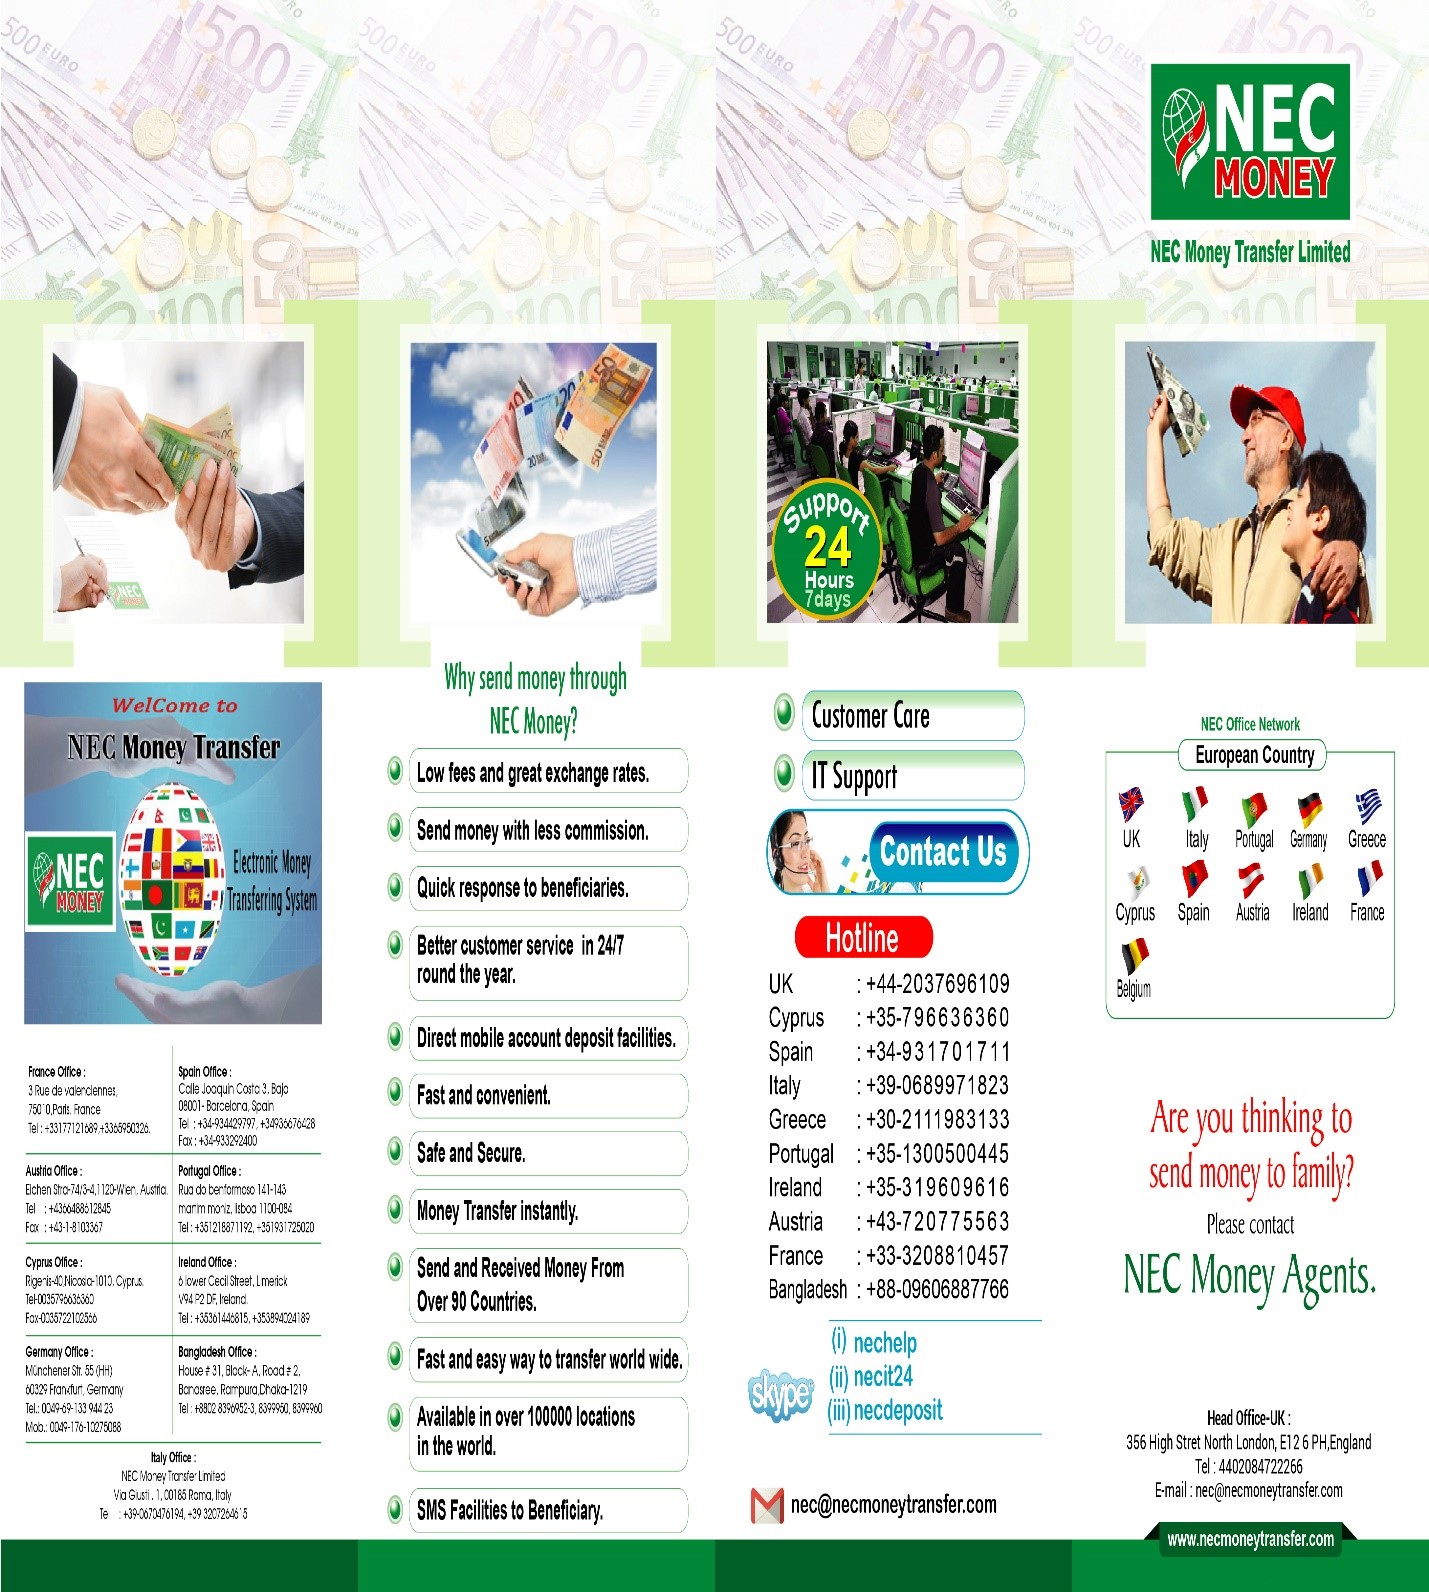 WelCome to
NEC Money Transfer
NEC
MONEY
Electronic Money
Transferring System
France Office :
3 Rue de valenciennes,
75010,Paris, France
Tel : +33177121689,+3365950326.
Spain Office :
Calle Joaquin Costa 3, Bajo
08001- Barcelona, Spain
Tel : +34-934429797, +34936676428
Fax : +34-933292400
Austria Office :
Eichen Stra-74/3-4,1120-Wien, Austria.
Tel : +4366488612845
Fax : +43-1-8103367
Portugal Office :
Rua do benformoso 141-143
martim moniz, lisboa 1100-084
Tel : +351218871192, +351931725020
Cyprus Office :
Rigenis-40,Nicosia-1010, Cyprus.
Tel-0035796636360
Fax-0035722102566
Ireland Office :
6 lower Cecil Street, Limerick
V94 P2 DF, Ireland.
Tel : +35361446815, +353894024189
Germany Office :
Münchener Str. 55 (HH)
60329 Frankfurt, Germany
Tel.: 0049-69-133 944 23
Mob.: 0049-176-10275088
Bangladesh Office :
House # 31, Block- A, Road # 2,
Banasree, Rampura,Dhaka-1219
Tel : +8802 8396952-3, 8399950, 8399960
Italy Office :
NEC Money Transfer Limited
Via Giusti . 1, 00185 Roma, Italy
Te : +39-0670476194, +39 3207264615
Why send money through
NEC Money?
Low fees and great exchange rates.
Send money with less commission.
Quick response to beneficiaries.
Better customer service in 24/7
round the year.
Direct mobile account deposit facilities.
Fast and convenient.
Safe and Secure.
Money Transfer instantly.
Send and Received Money From
Over 90 Countries.
Fast and easy way to transfer world wide.
Available in over 100000 locations
in the world.
SMS Facilities to Beneficiary.
Support
24
Hours
7days
Customer Care
IT Support
Contact Us
Hotline
UK : +44-2037696109
Cyprus : +35-796636360
Spain : +34-931701711
Italy : +39-0689971823
Greece : +30-2111983133
Portugal : +35-1300500445
Ireland : +35-319609616
Austria : +43-720775563
France : +33-3208810457
Bangladesh : +88-09606887766
skype
(i) nechelp
(ii) necit24
(iii) necdeposit
nec@necmoneytransfer.com
NEC
MONEY
NEC Money Transfer Limited
NEC Office Network
European Country
UK Italy Portugal Germany Greece
Cyprus Spain Austria Ireland France
Belgium
Are you thinking to
send money to family?
Please contact
NEC Money Agents.
Head Office-UK :
356 High Stret North London, E12 6 PH,England
Tel : 4402084722266
E-mail : nec@necmoneytransfer.com
www.necmoneytransfer.com